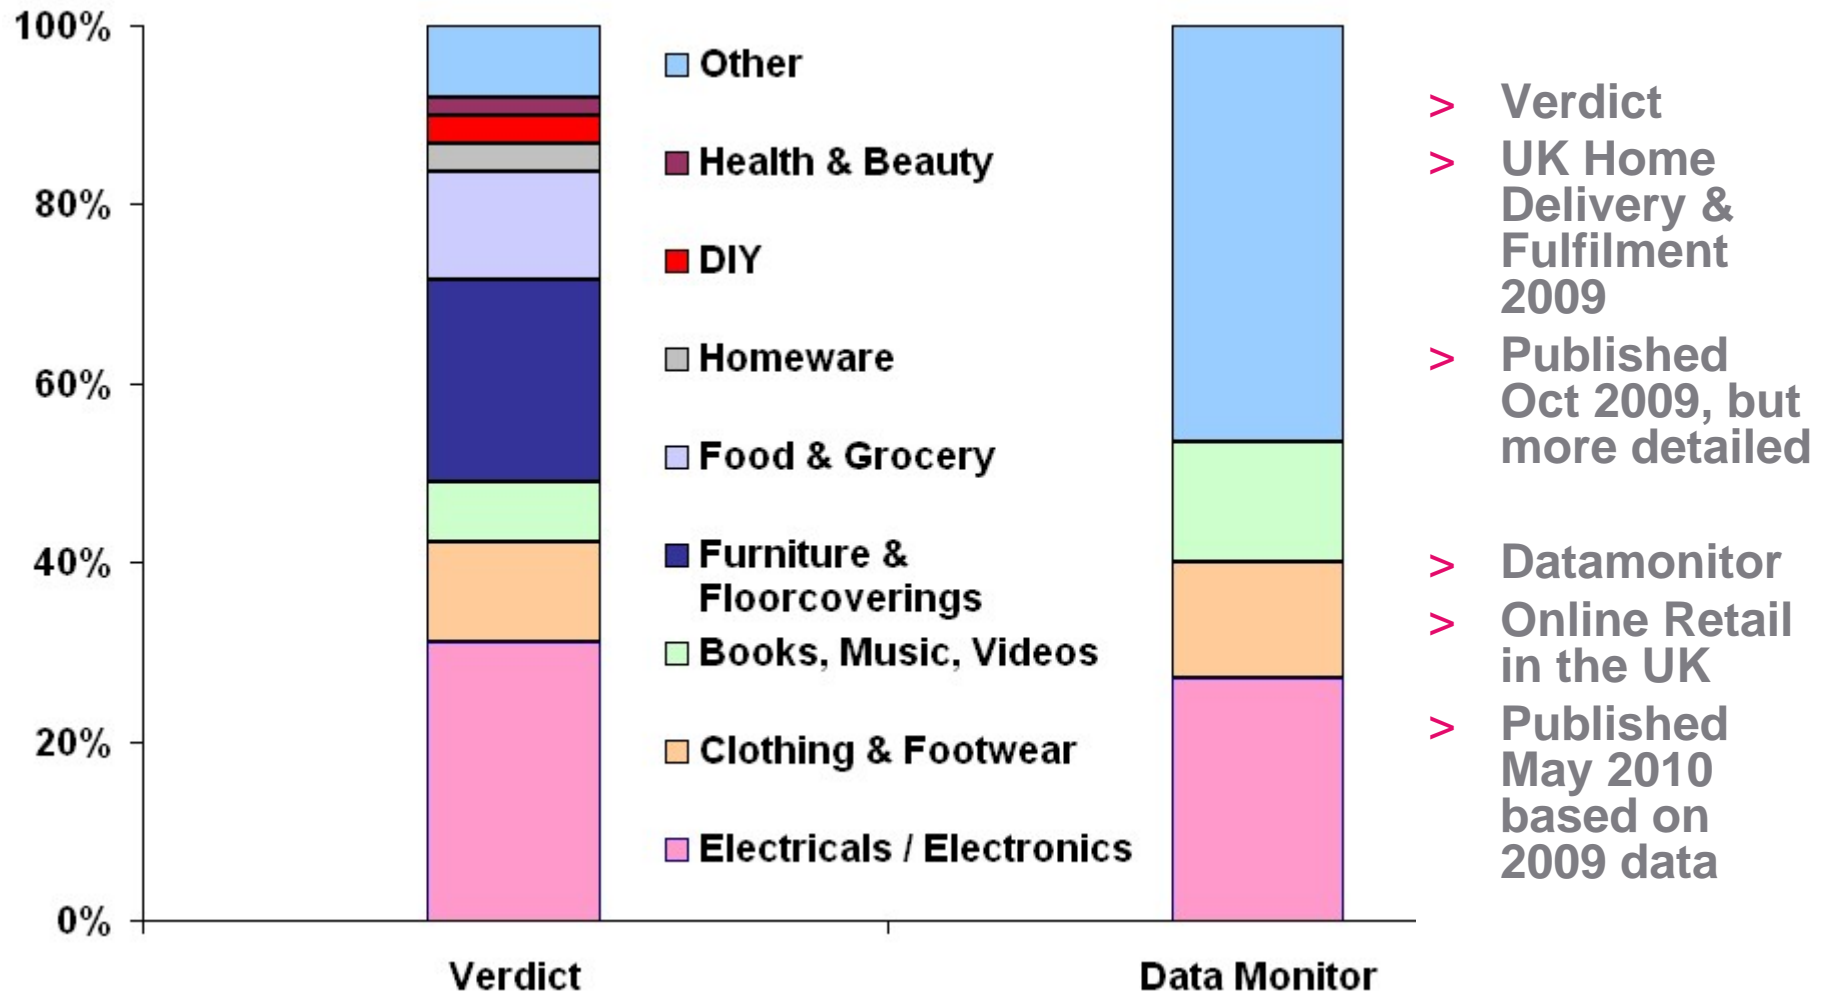 100%
80%
60%
40%
20%
0%
Other
Health & Beauty
DIY
Homeware
Food & Grocery
Furniture &
Floorcoverings
Books, Music, Videos
Clothing & Footwear
Electricals / Electronics
Verdict
Data Monitor
> Verdict
> UK Home
Delivery &
Fulfilment
2009
> Published
Oct 2009, but
more detailed
> Datamonitor
> Online Retail
in the UK
> Published
May 2010
based on
2009 data